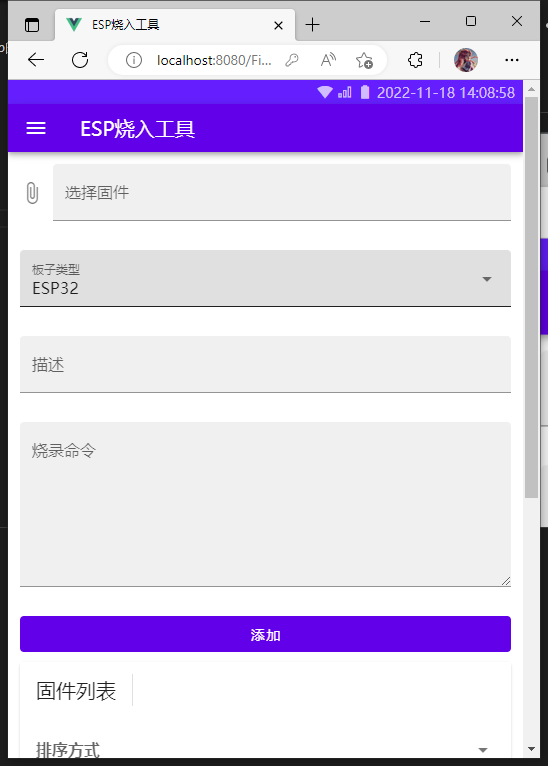 ESP烧入工具
localhost:8080/Fi...
2022-11-18 14:08:58
ESP烧入工具
选择固件
板子类型
ESP32
描述
烧录命令
添加
固件列表
排序方式